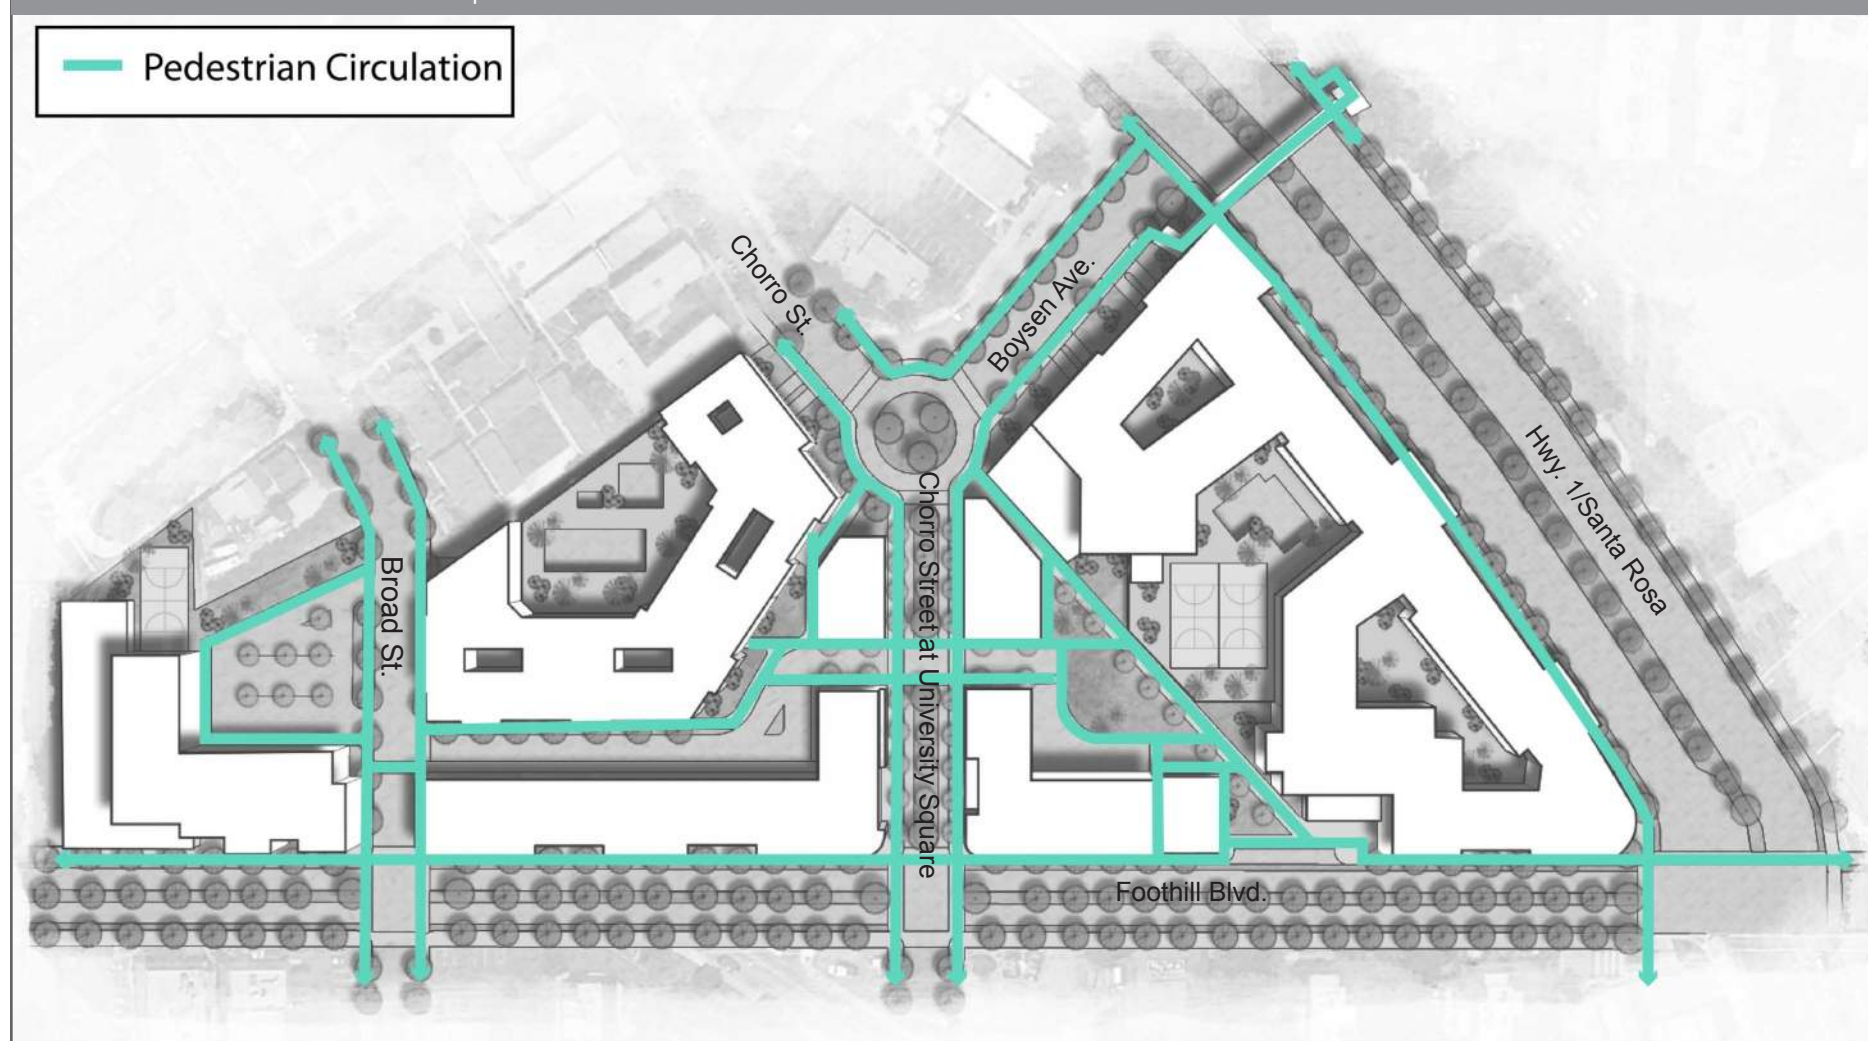 Pedestrian Circulation
Chorro St.
Boysen Ave.
Hwy. 1/Santa Rosa
Broad St.
Chorro Street at University Square
Foothill Blvd.